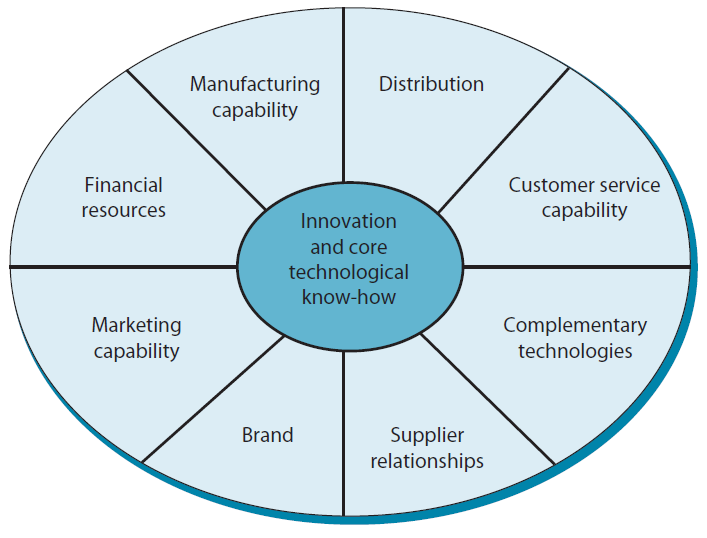 Manufacturing
capability
Distribution
Financial
resources
Customer service
capability
Innovation
and core
technological
know-how
Marketing
capability
Complementary
technologies
Brand
Supplier
relationships